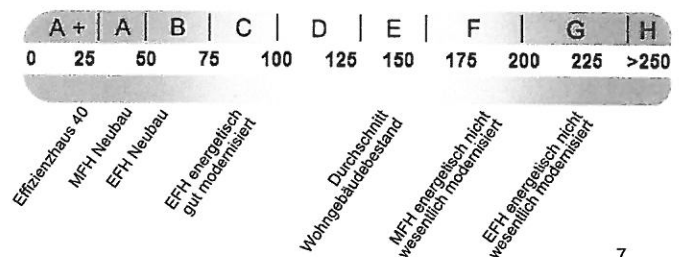 A+ | A | B | C | D | E | F | G | H
0 25 50 75 100 125 150 175 200 225 >250
Effizienzhaus 40
MFH Neubau
EFH Neubau
EFH energetisch
gut modernisiert
Durchschnitt
Wohngebäudebestand
MFH energetisch nicht
wesentlich modernisiert
EFH energetisch nicht
wesentlich modernisiert
7